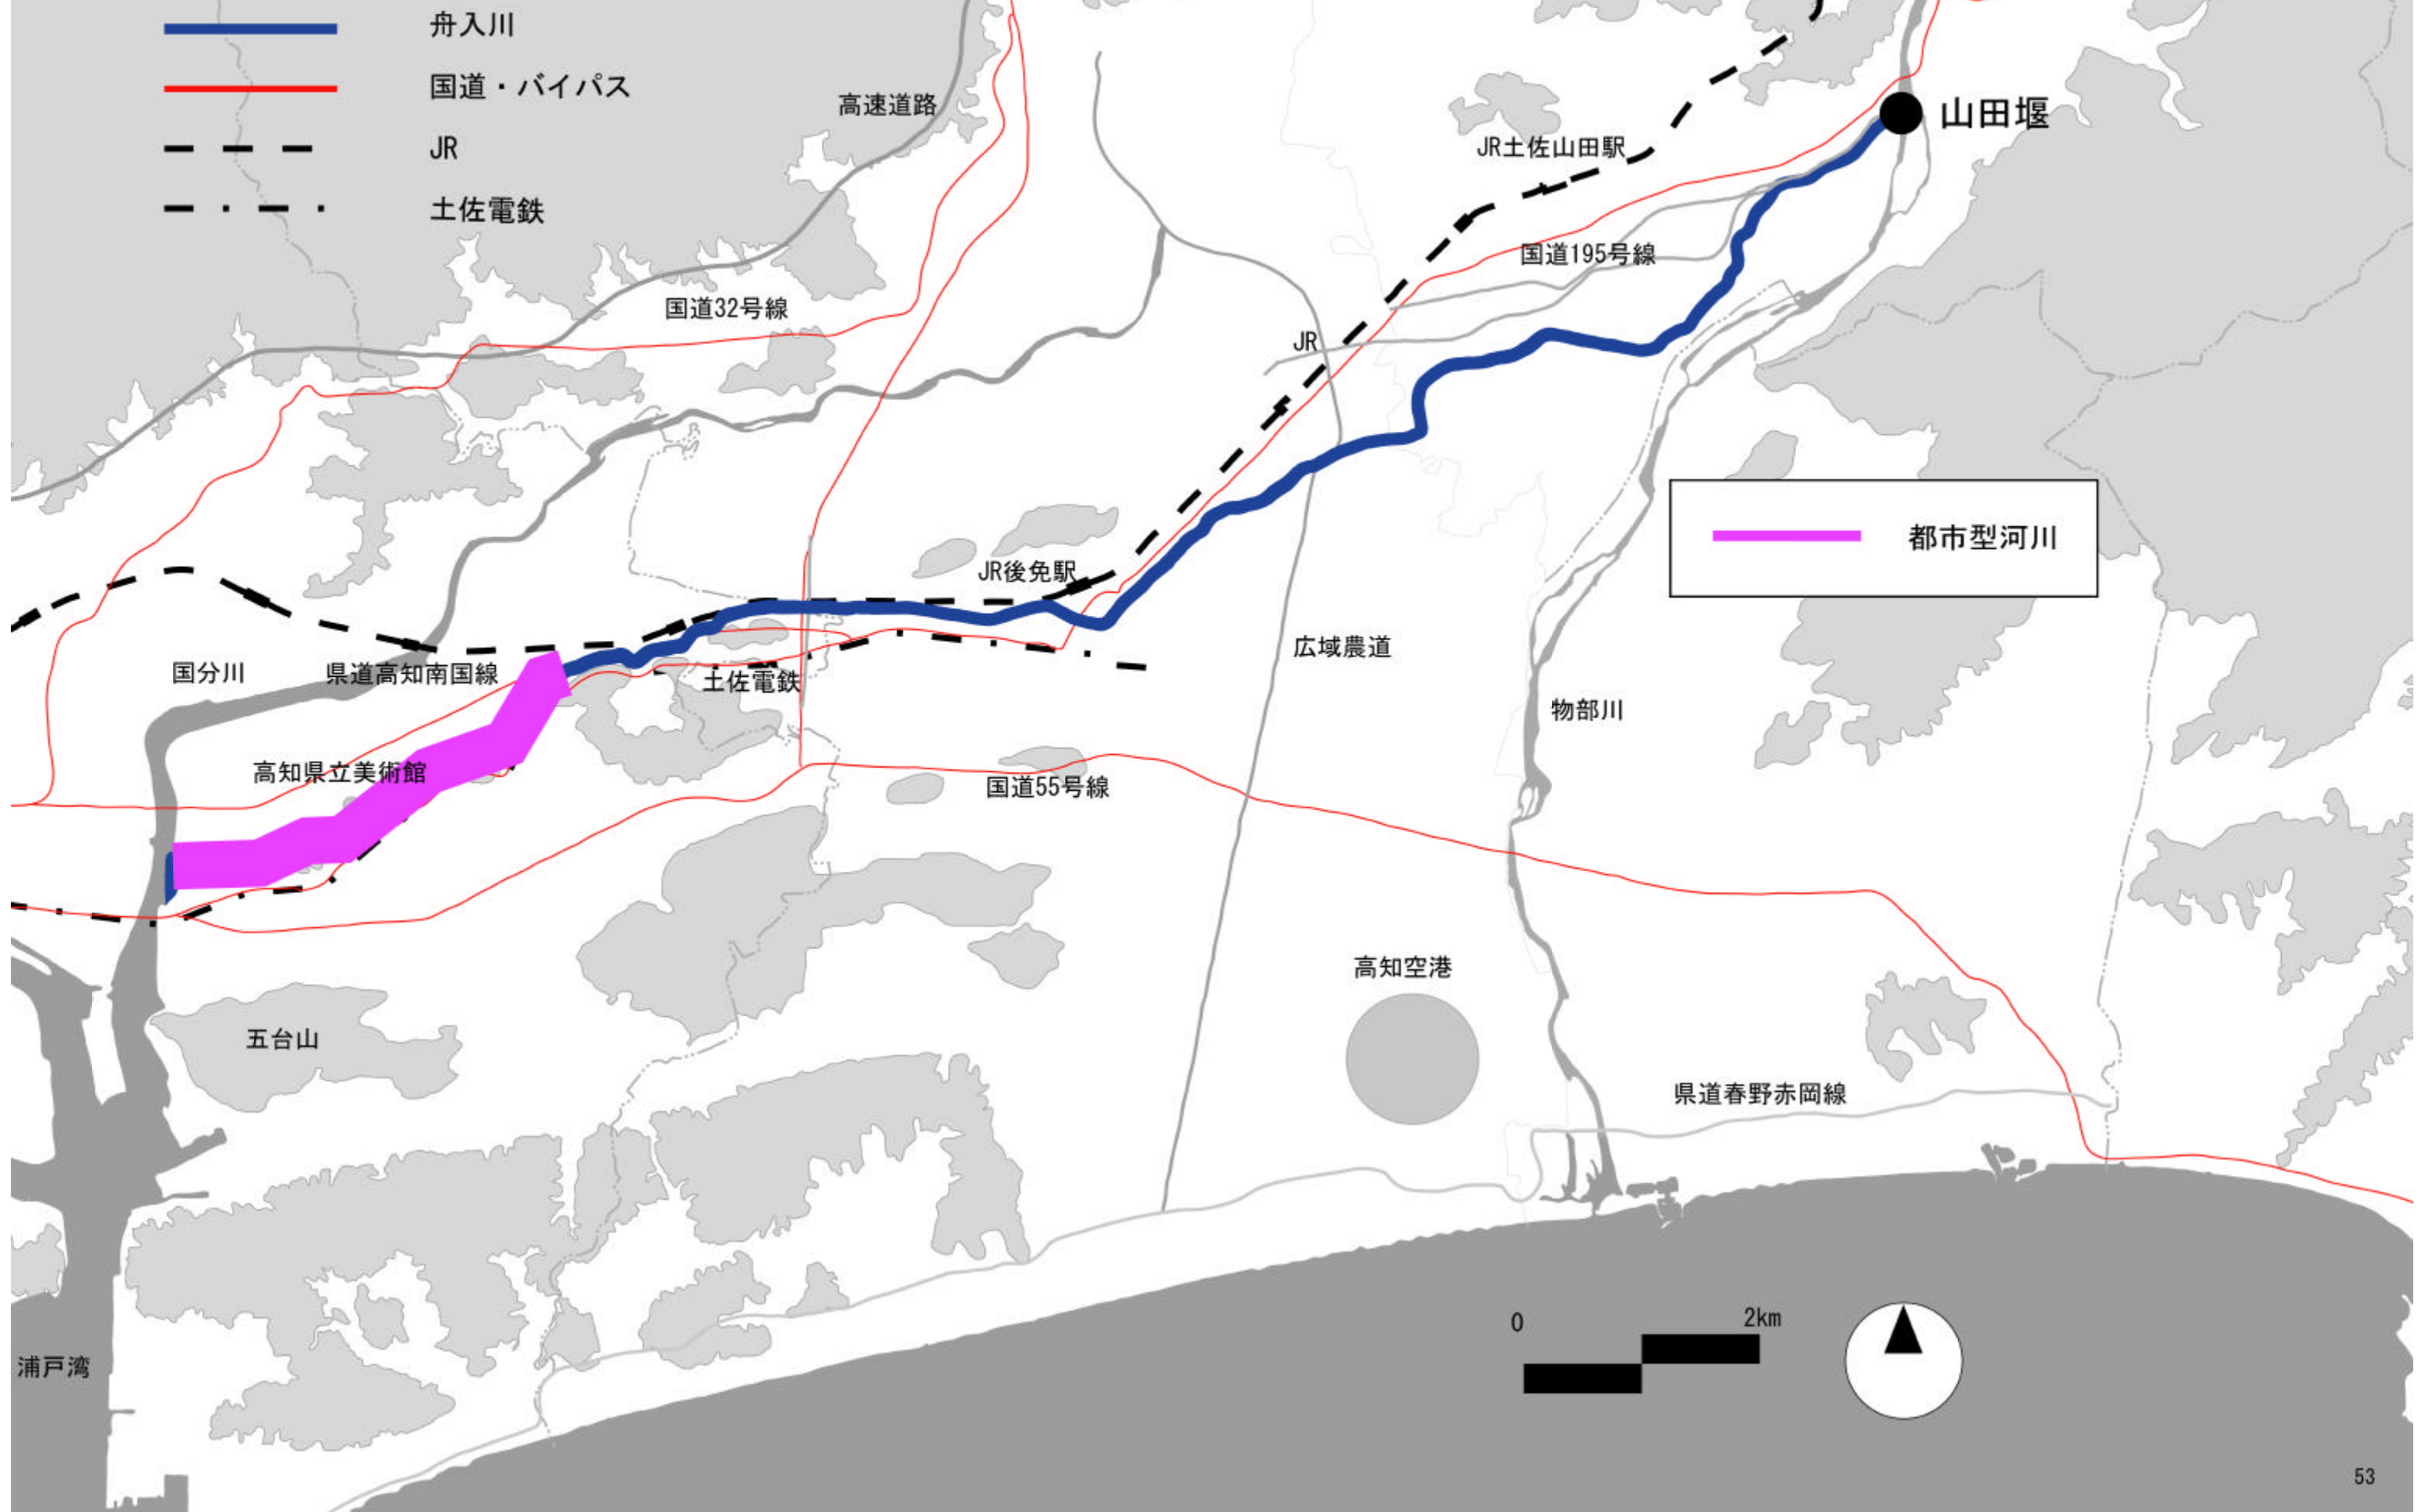 舟入川
国道・バイパス
JR
土佐電鉄
高速道路
山田堰
JR土佐山田駅
国道195号線
国道32号線
JR
都市型河川
JR後免駅
広域農道
国分川
県道高知南国線
土佐電鉄
物部川
高知県立美術館
国道55号線
高知空港
五台山
県道春野赤岡線
0
2km
浦戸湾
53